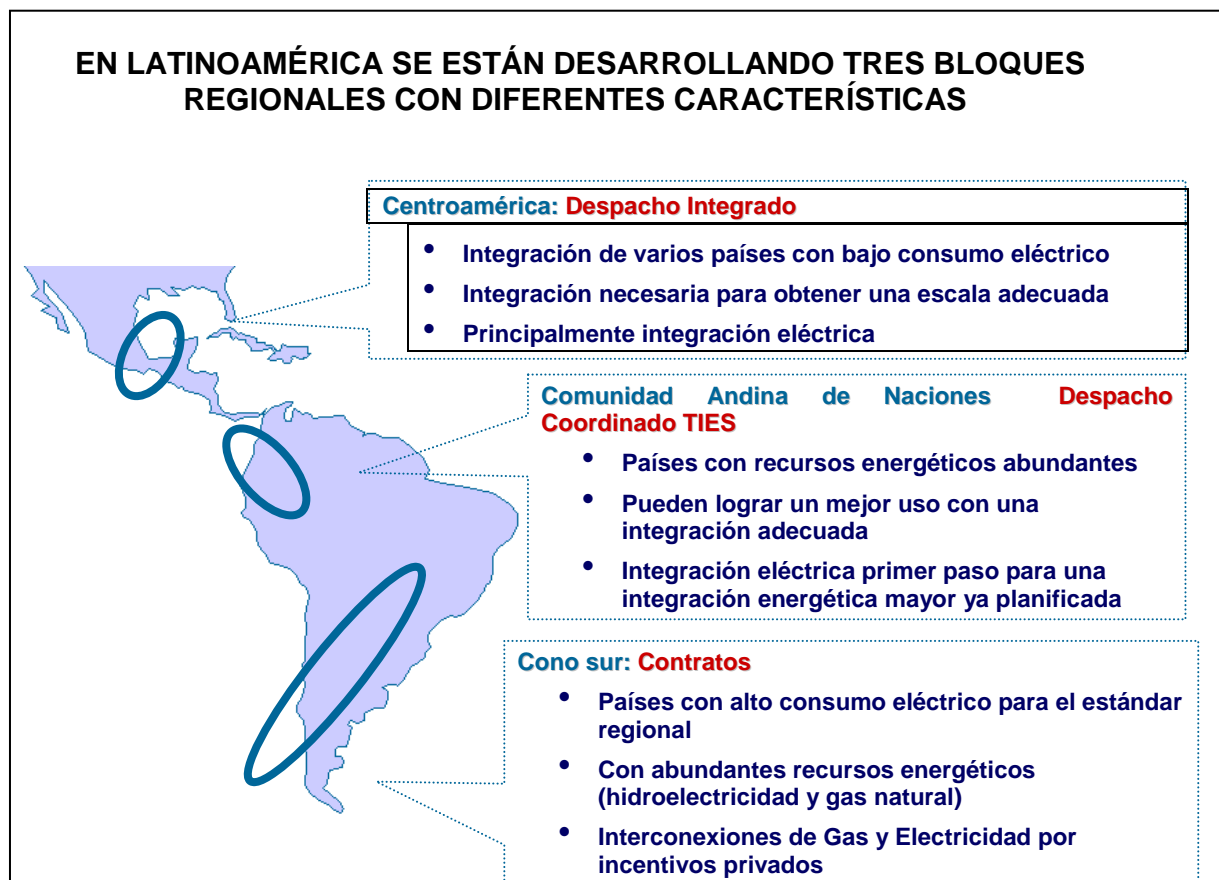 EN LATINOAMÉRICA SE ESTÁN DESARROLLANDO TRES BLOQUES
REGIONALES CON DIFERENTES CARACTERÍSTICAS
Centroamérica: Despacho Integrado
• Integración de varios países con bajo consumo eléctrico
• Integración necesaria para obtener una escala adecuada
• Principalmente integración eléctrica
Comunidad Andina de Naciones Despacho
Coordinado TIES
• Países con recursos energéticos abundantes
• Pueden lograr un mejor uso con una
integración adecuada
• Integración eléctrica primer paso para una
integración energética mayor ya planificada
Cono sur: Contratos
• Países con alto consumo eléctrico para el estándar
regional
• Con abundantes recursos energéticos
(hidroelectricidad y gas natural)
• Interconexiones de Gas y Electricidad por
incentivos privados